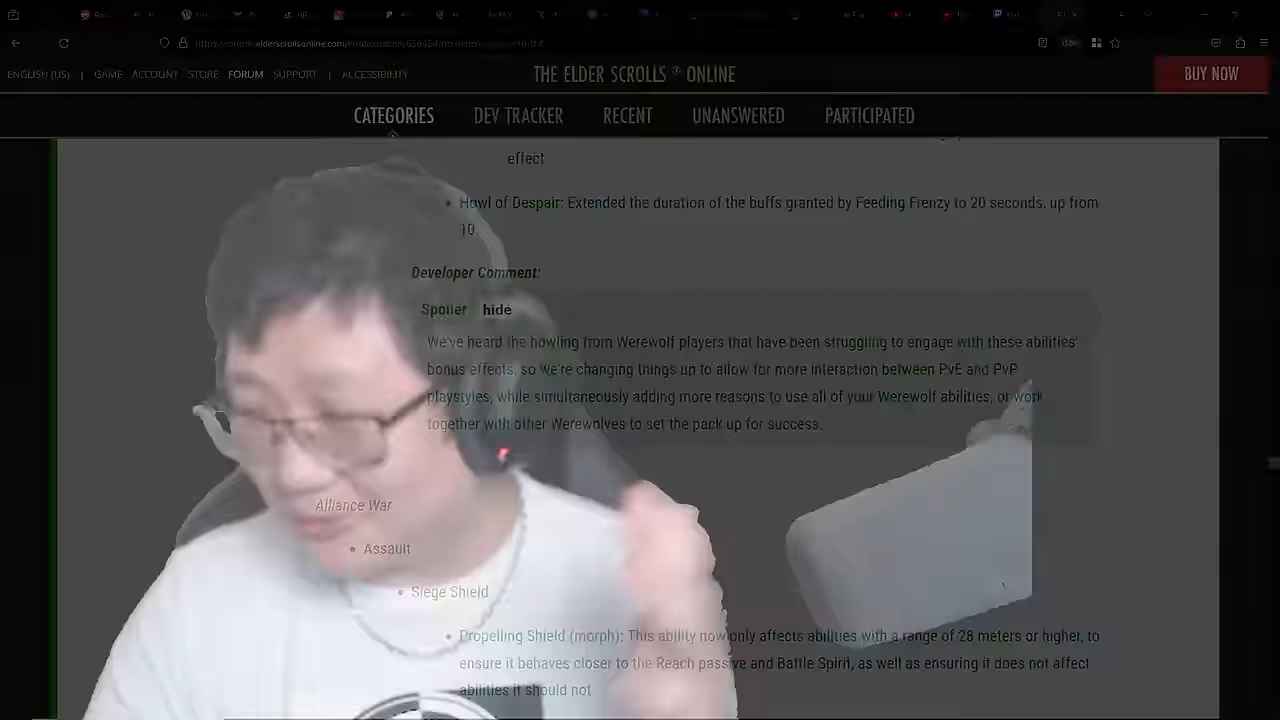 ENGLISH (US) | GAME ACCOUNT STORE FORUM SUPPORT | ACCESSIBILITY
THE ELDER SCROLLS ® ONLINE
BUY NOW
CATEGORIES DEV TRACKER RECENT UNANSWERED PARTICIPATED
effect
• Howl of Despair: Extended the duration of the buffs granted by Feeding Frenzy to 20 seconds, up from
10.
Developer Comment:
Spoiler hide
We've heard the howling from Werewolf players that have been struggling to engage with these abilities'
bonus effects, so we're changing things up to allow for more interaction between PvE and PvP
playstyles, while simultaneously adding more reasons to use all of your Werewolf abilities, or work
together with other Werewolves to set the pack up for success.
Alliance War
• Assault
• Siege Shield
• Propelling Shield (morph): This ability now only affects abilities with a range of 28 meters or higher, to
ensure it behaves closer to the Reach passive and Battle Spirit, as well as ensuring it does not affect
abilities it should not